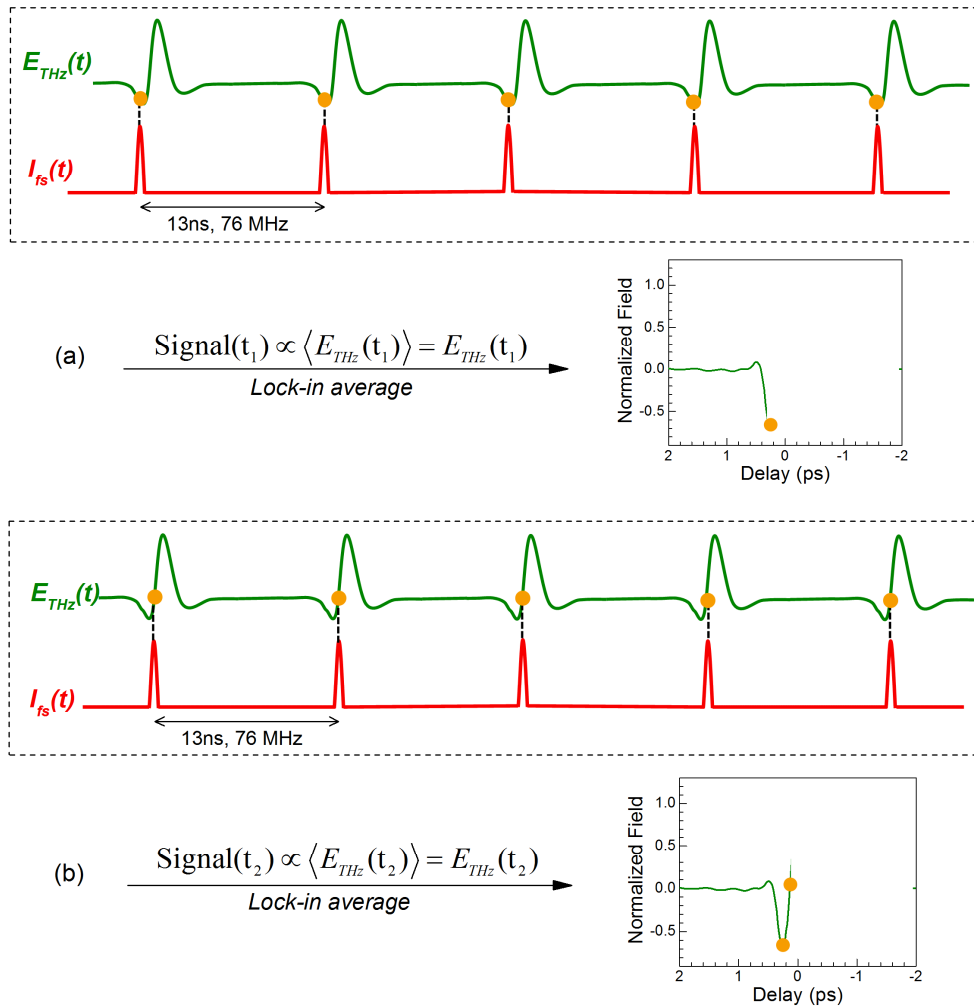 E_THz(t)
I_fs(t)
13ns, 76 MHz
(a)
Signal(t₁) ∝ ⟨E_THz(t₁)⟩ = E_THz(t₁)
Lock-in average
Normalized Field
1.0
0.5
0.0
-0.5
2 1 0 -1 -2
Delay (ps)
E_THz(t)
I_fs(t)
13ns, 76 MHz
(b)
Signal(t₂) ∝ ⟨E_THz(t₂)⟩ = E_THz(t₂)
Lock-in average
Normalized Field
1.0
0.5
0.0
-0.5
2 1 0 -1 -2
Delay (ps)